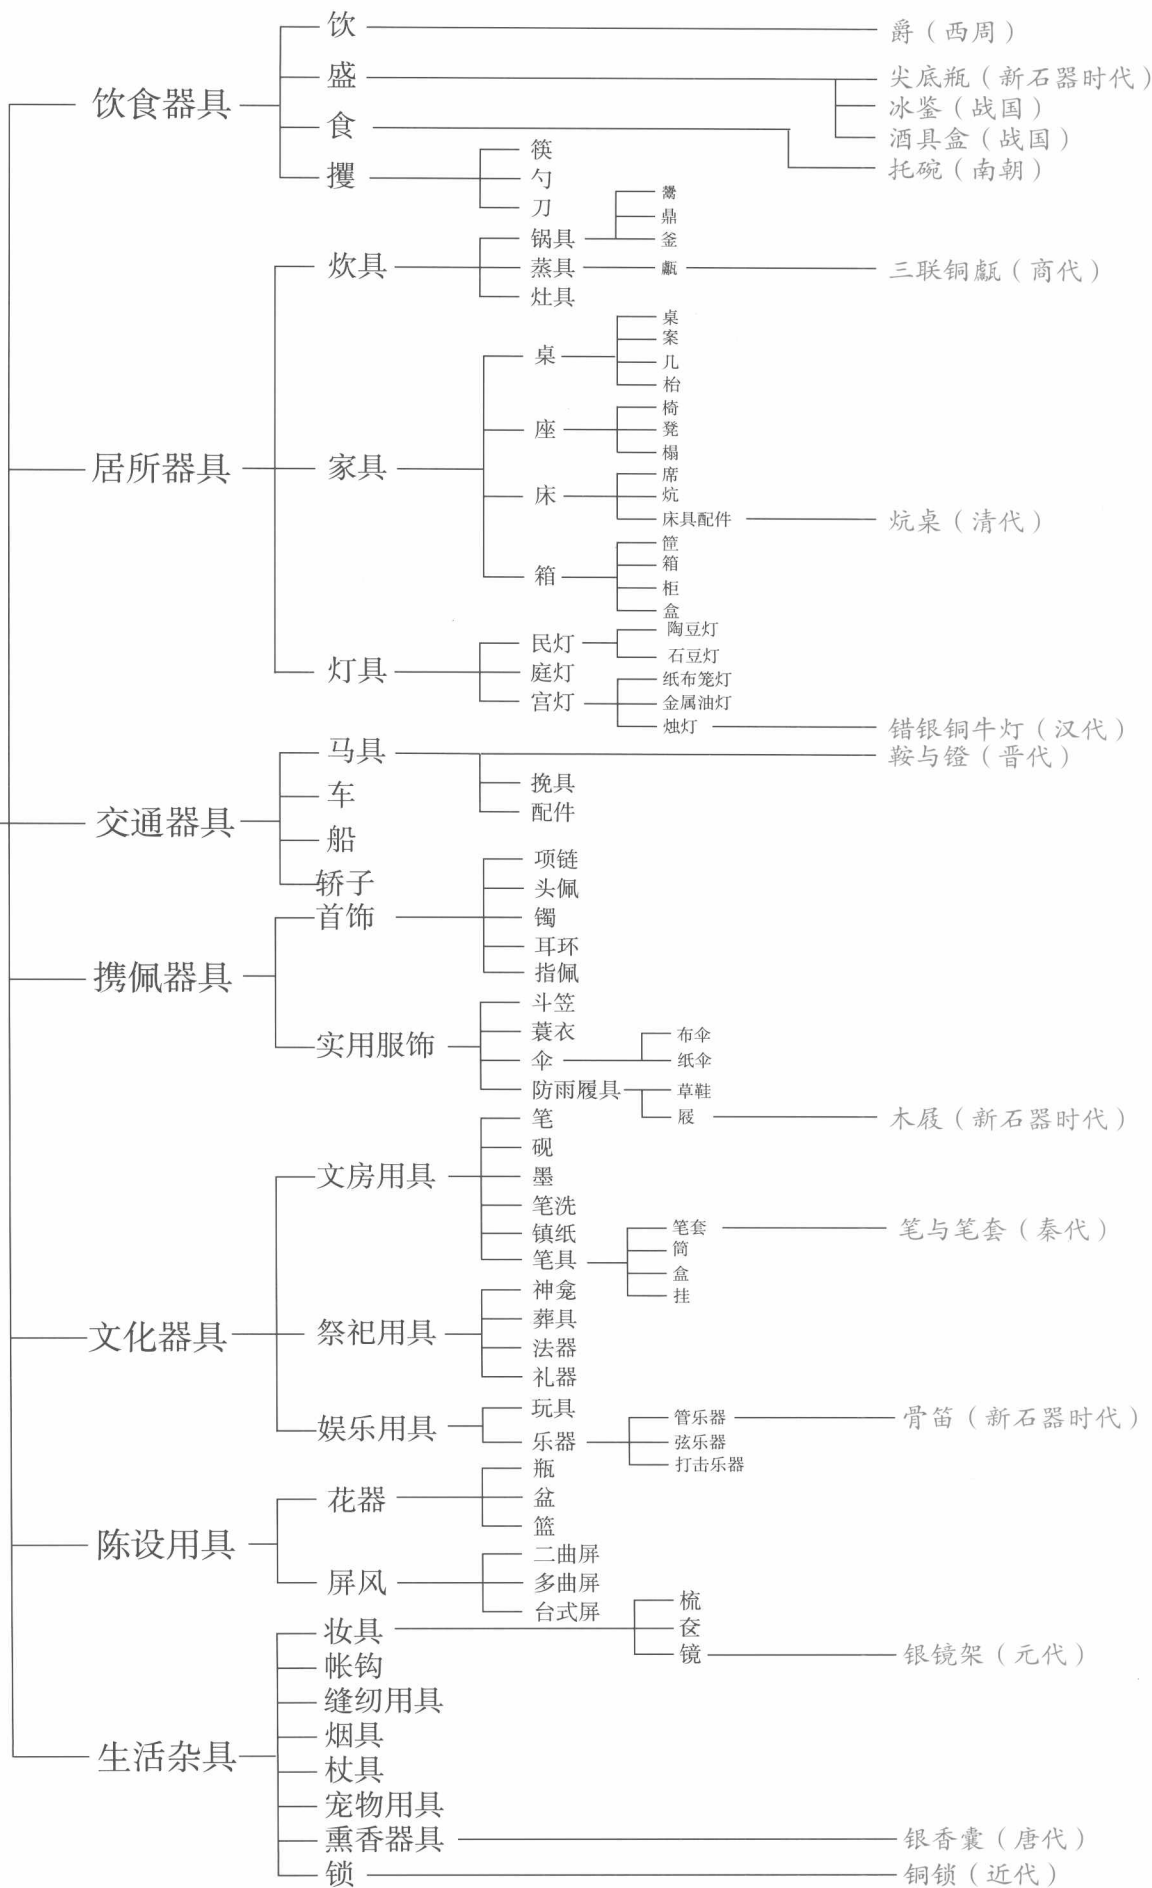 饮 爵（西周）
盛 尖底瓶（新石器时代）
饮食器具 冰鉴（战国）
食 酒具盒（战国）
托碗（南朝）
攫 筷
勺
刀
鬶
鼎
炊具 锅具 釜
蒸具 甗 三联铜甗（商代）
灶具
桌
案
桌 几
枱
椅
座 凳
榻
居所器具 家具 席
床 炕
床具配件 炕桌（清代）
筐
箱 箱
柜
盒
陶豆灯
民灯 石豆灯
灯具 庭灯 纸布笼灯
宫灯 金属油灯
烛灯 错银铜牛灯（汉代）
马具 鞍与镫（晋代）
挽具
车 配件
交通器具
船
轿子
项链
头佩
首饰 镯
耳环
携佩器具 指佩
斗笠
蓑衣 布伞
实用服饰 伞 纸伞
防雨履具 草鞋
屐 木屐（新石器时代）
笔
砚
文房用具 墨
笔洗
镇纸 笔套 笔与笔套（秦代）
笔具 筒
盒
挂
神龛
葬具
文化器具 祭祀用具 法器
礼器
玩具
娱乐用具 管乐器 骨笛（新石器时代）
乐器 弦乐器
打击乐器
瓶
花器 盆
篮
陈设用具
二曲屏
屏风 多曲屏
台式屏
梳
妆具 奁
镜 银镜架（元代）
帐钩
缝纫用具
烟具
生活杂具
杖具
宠物用具
熏香器具 银香囊（唐代）
锁 铜锁（近代）